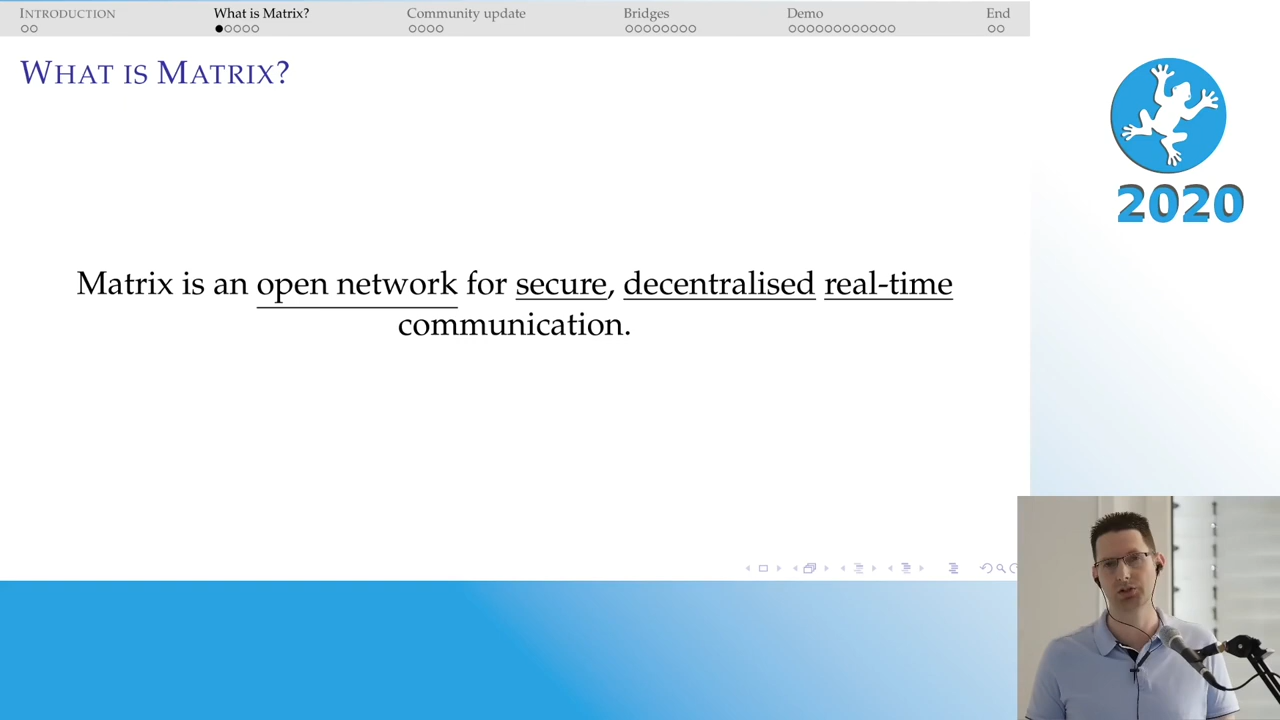 INTRODUCTION
What is Matrix?
Community update
Bridges
Demo
End
WHAT IS MATRIX?
Matrix is an open network for secure, decentralised real-time
communication.
2020